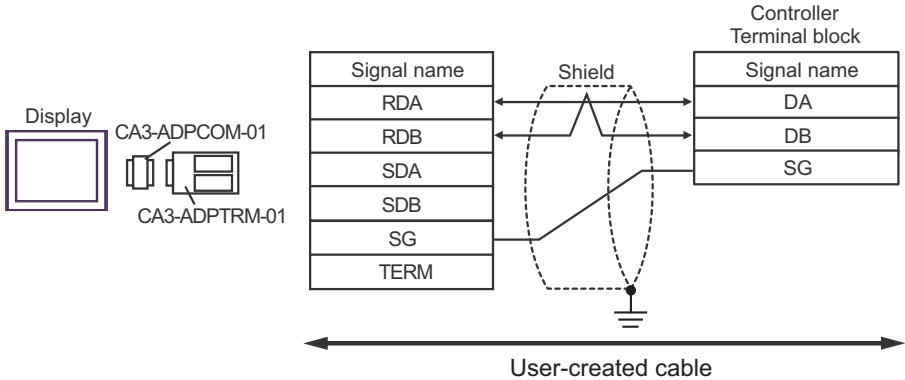 Display
CA3-ADPCOM-01
CA3-ADPTRM-01
Signal name
RDA
RDB
SDA
SDB
SG
TERM
Shield
Controller
Terminal block
Signal name
DA
DB
SG
User-created cable